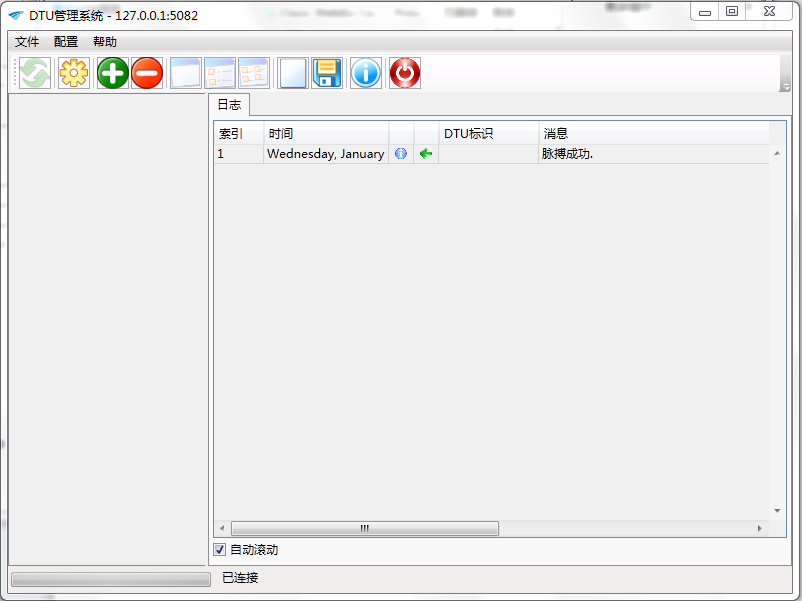 DTU管理系统 - 127.0.0.1:5082
文件 配置 帮助
日志
索引 时间 DTU标识 消息
1 Wednesday, January 脉搏成功.
自动滚动
已连接